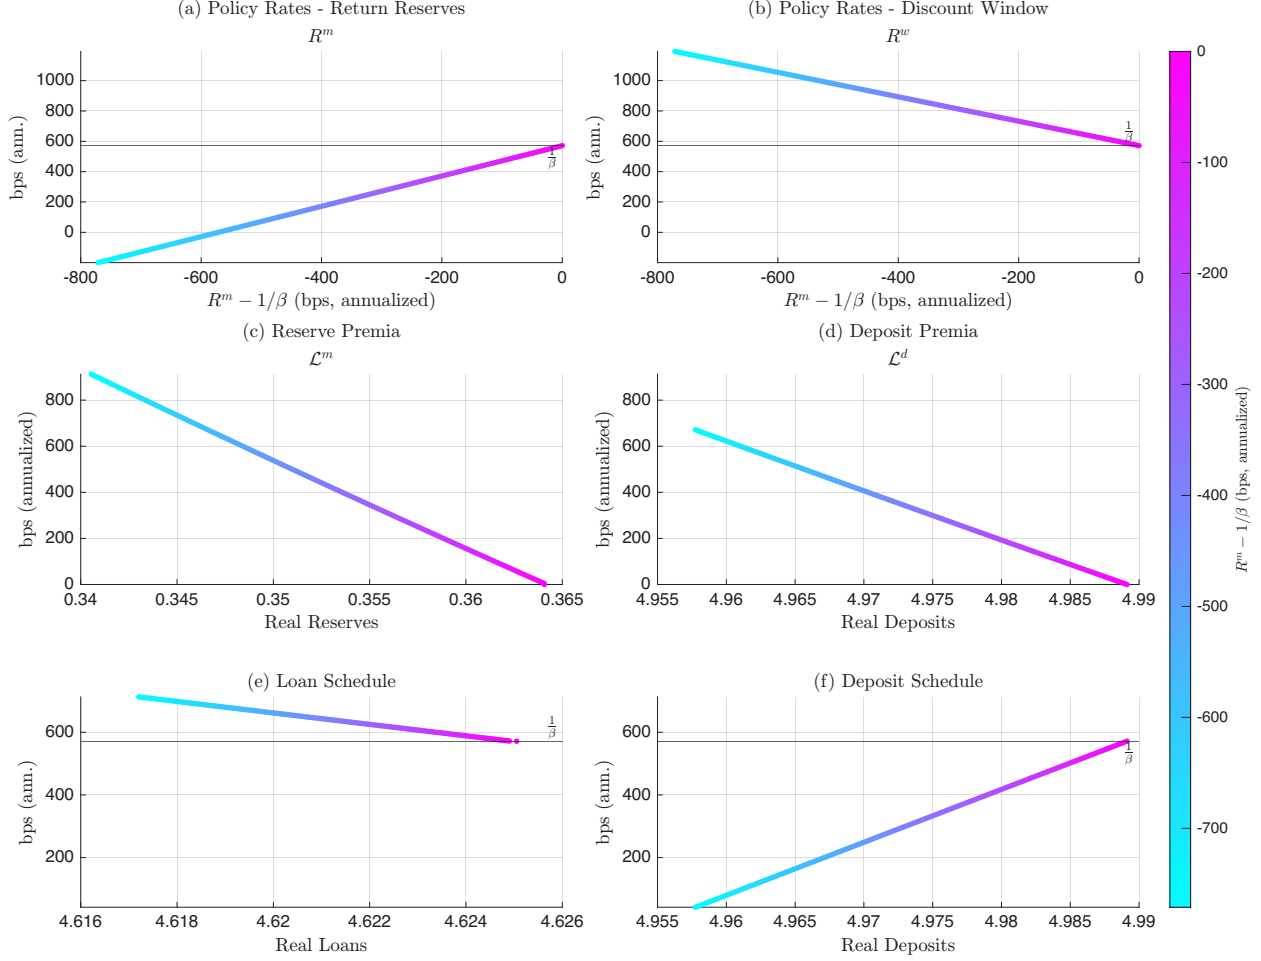 (a) Policy Rates - Return Reserves
R^m
1000
800
600
400
200
0
bps (ann.)
1/β
-800 -600 -400 -200 0
R^m − 1/β (bps, annualized)
(b) Policy Rates - Discount Window
R^w
1000
800
600
400
200
0
bps (ann.)
1/β
-800 -600 -400 -200 0
R^m − 1/β (bps, annualized)
(c) Reserve Premia
ℒ^m
800
600
400
200
0
bps (annualized)
0.34 0.345 0.35 0.355 0.36 0.365
Real Reserves
(d) Deposit Premia
ℒ^d
800
600
400
200
0
bps (annualized)
4.955 4.96 4.965 4.97 4.975 4.98 4.985 4.99
Real Deposits
(e) Loan Schedule
600
400
200
bps (ann.)
1/β
4.616 4.618 4.62 4.622 4.624 4.626
Real Loans
(f) Deposit Schedule
600
400
200
bps (ann.)
1/β
4.955 4.96 4.965 4.97 4.975 4.98 4.985 4.99
Real Deposits
0
-100
-200
-300
-400
-500
-600
-700
R^m − 1/β (bps, annualized)